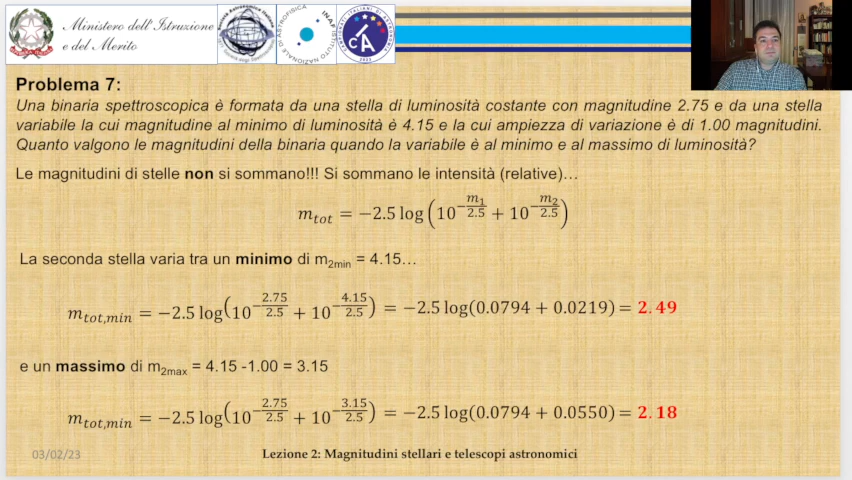 Ministero dell'Istruzione
e del Merito
INAF
Problema 7:
Una binaria spettroscopica è formata da una stella di luminosità costante con magnitudine 2.75 e da una stella
variabile la cui magnitudine al minimo di luminosità è 4.15 e la cui ampiezza di variazione è di 1.00 magnitudini.
Quanto valgono le magnitudini della binaria quando la variabile è al minimo e al massimo di luminosità?
Le magnitudini di stelle non si sommano!!! Si sommano le intensità (relative)…
m_tot = −2.5 log (10^(−m_1/2.5) + 10^(−m_2/2.5))
La seconda stella varia tra un minimo di m_2min = 4.15…
m_tot,min = −2.5 log(10^(−2.75/2.5) + 10^(−4.15/2.5)) = −2.5 log(0.0794 + 0.0219) = 2.49
e un massimo di m_2max = 4.15 -1.00 = 3.15
m_tot,min = −2.5 log(10^(−2.75/2.5) + 10^(−3.15/2.5)) = −2.5 log(0.0794 + 0.0550) = 2.18
03/02/23
Lezione 2: Magnitudini stellari e telescopi astronomici